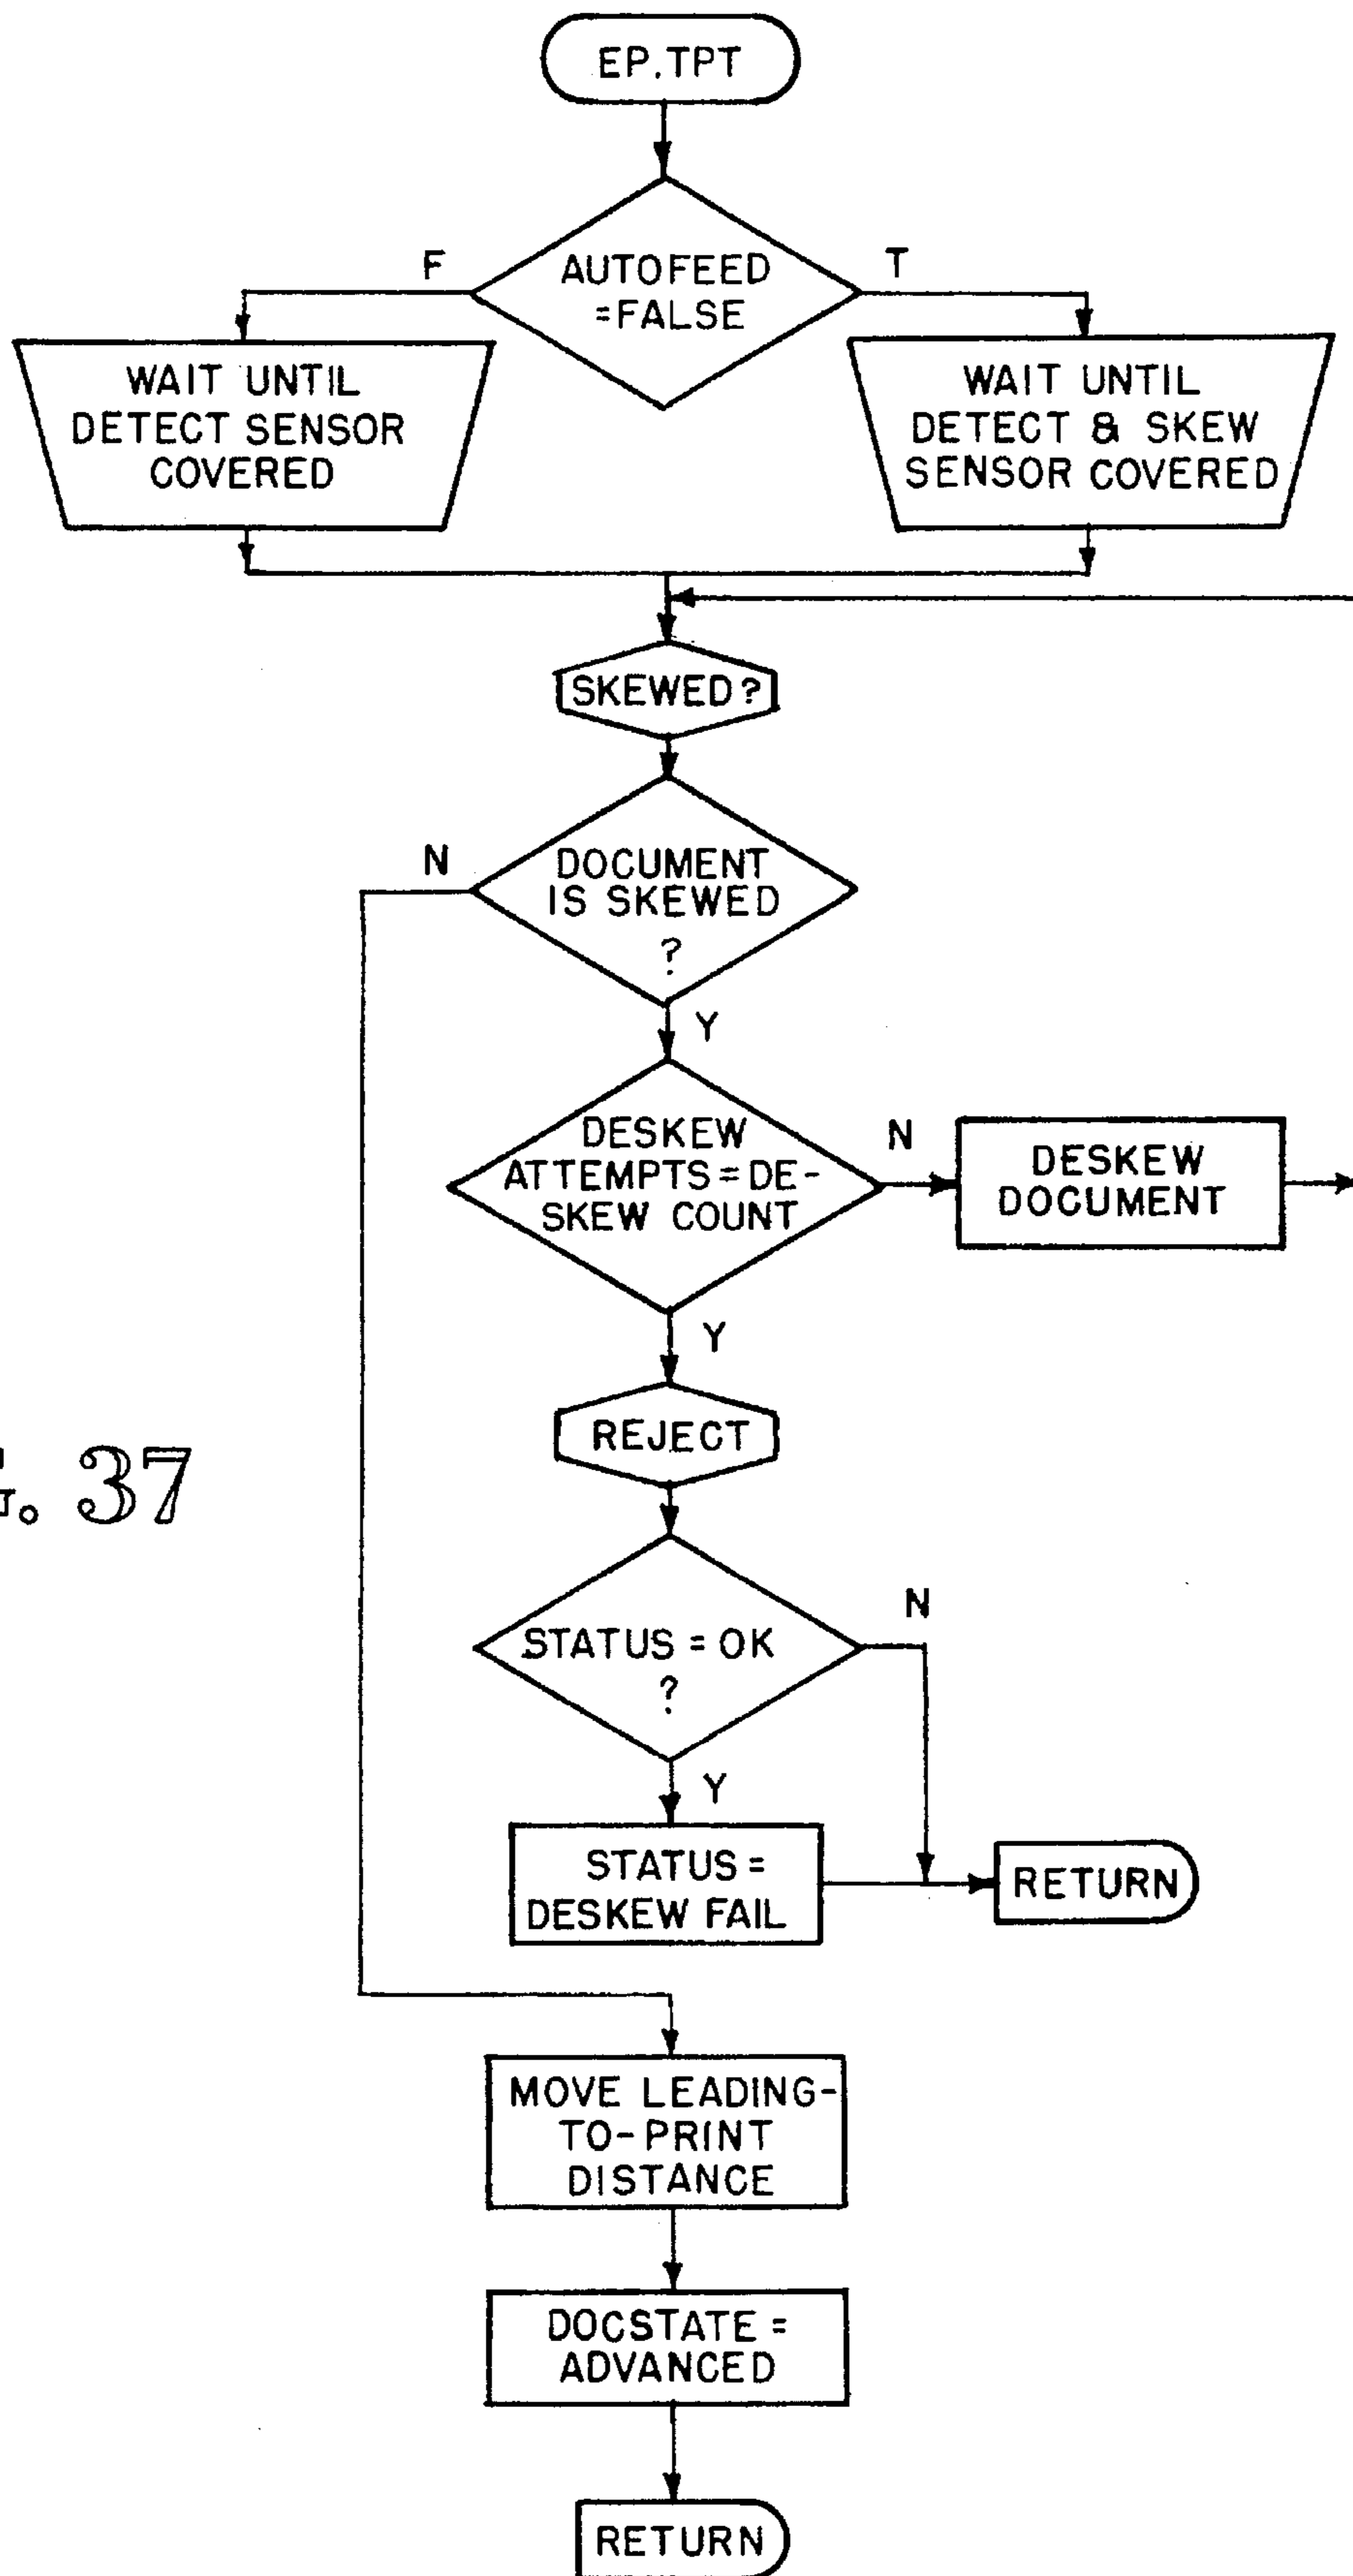 EP.TPT
AUTOFEED
=FALSE
F
T
WAIT UNTIL
DETECT SENSOR
COVERED
WAIT UNTIL
DETECT & SKEW
SENSOR COVERED
SKEWED?
DOCUMENT
IS SKEWED
?
N
Y
DESKEW
ATTEMPTS=DE-
SKEW COUNT
N
DESKEW
DOCUMENT
Y
REJECT
37
STATUS=OK
?
N
Y
STATUS=
DESKEW FAIL
RETURN
MOVE LEADING-
TO-PRINT
DISTANCE
DOCSTATE=
ADVANCED
RETURN